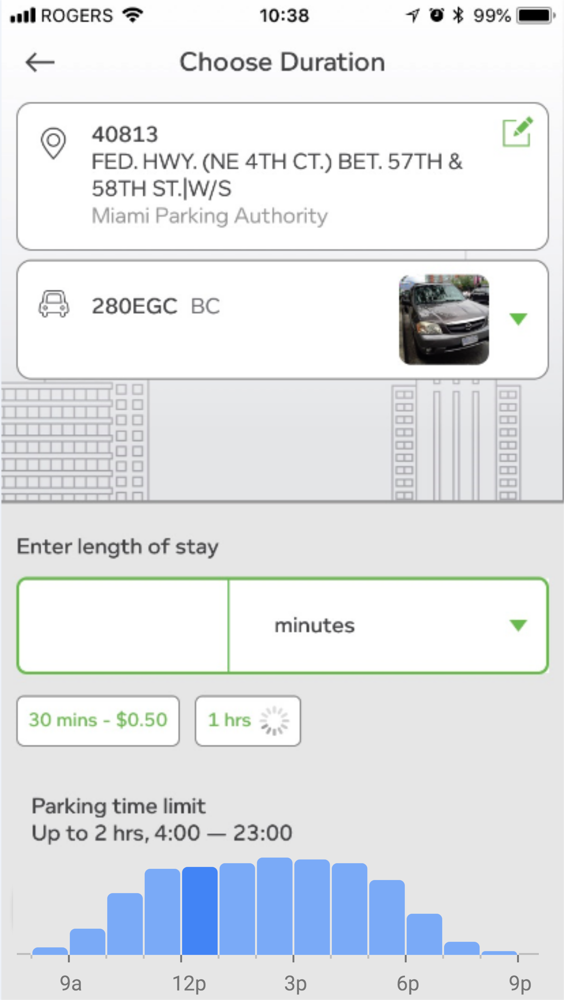 ROGERS 10:38 99%
Choose Duration
40813
FED. HWY. (NE 4TH CT.) BET. 57TH &
58TH ST.|W/S
Miami Parking Authority
280EGC BC
Enter length of stay
minutes
30 mins - $0.50 1 hrs
Parking time limit
Up to 2 hrs, 4:00 — 23:00
9a 12p 3p 6p 9p